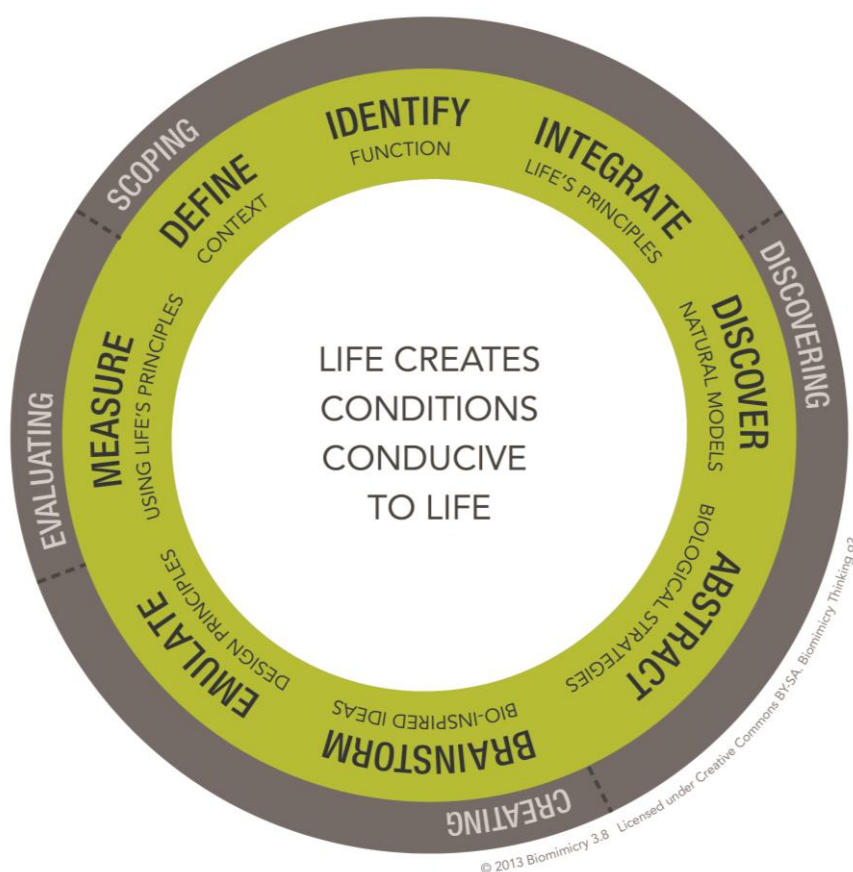 SCOPING
DEFINE
CONTEXT
IDENTIFY
FUNCTION
INTEGRATE
LIFE'S PRINCIPLES
DISCOVERING
DISCOVER
NATURAL MODELS
ABSTRACT
BIOLOGICAL STRATEGIES
CREATING
BRAINSTORM
BIO-INSPIRED IDEAS
EMULATE
DESIGN PRINCIPLES
EVALUATING
MEASURE
USING LIFE'S PRINCIPLES
LIFE CREATES
CONDITIONS
CONDUCIVE
TO LIFE
© 2013 Biomimicry 3.8 Licensed under Creative Commons BY-SA. Biomimicry Thinking